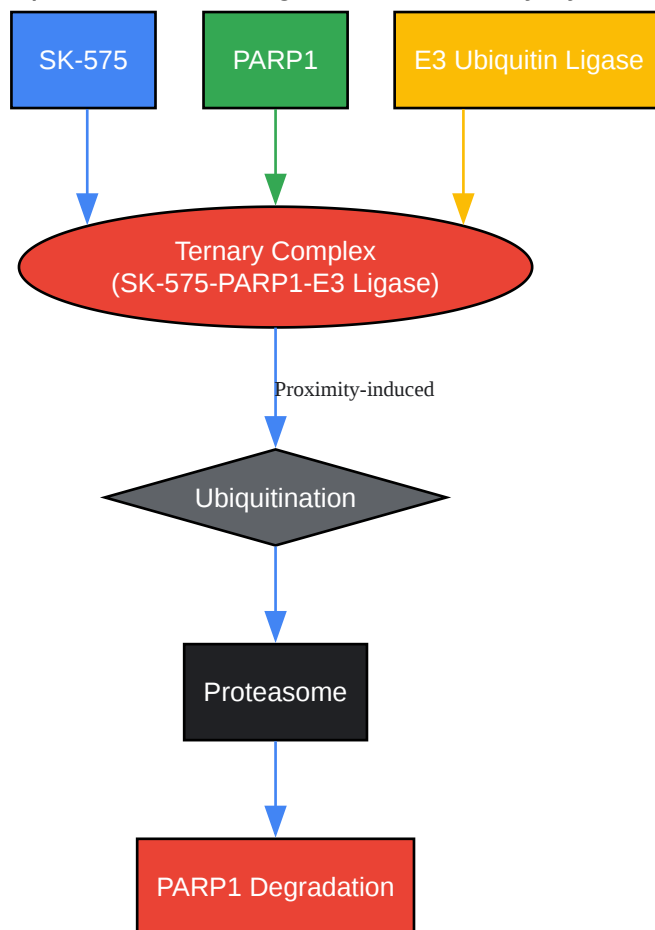 SK-575
PARP1
E3 Ubiquitin Ligase
Ternary Complex
(SK-575-PARP1-E3 Ligase)
Proximity-induced
Ubiquitination
Proteasome
PARP1 Degradation